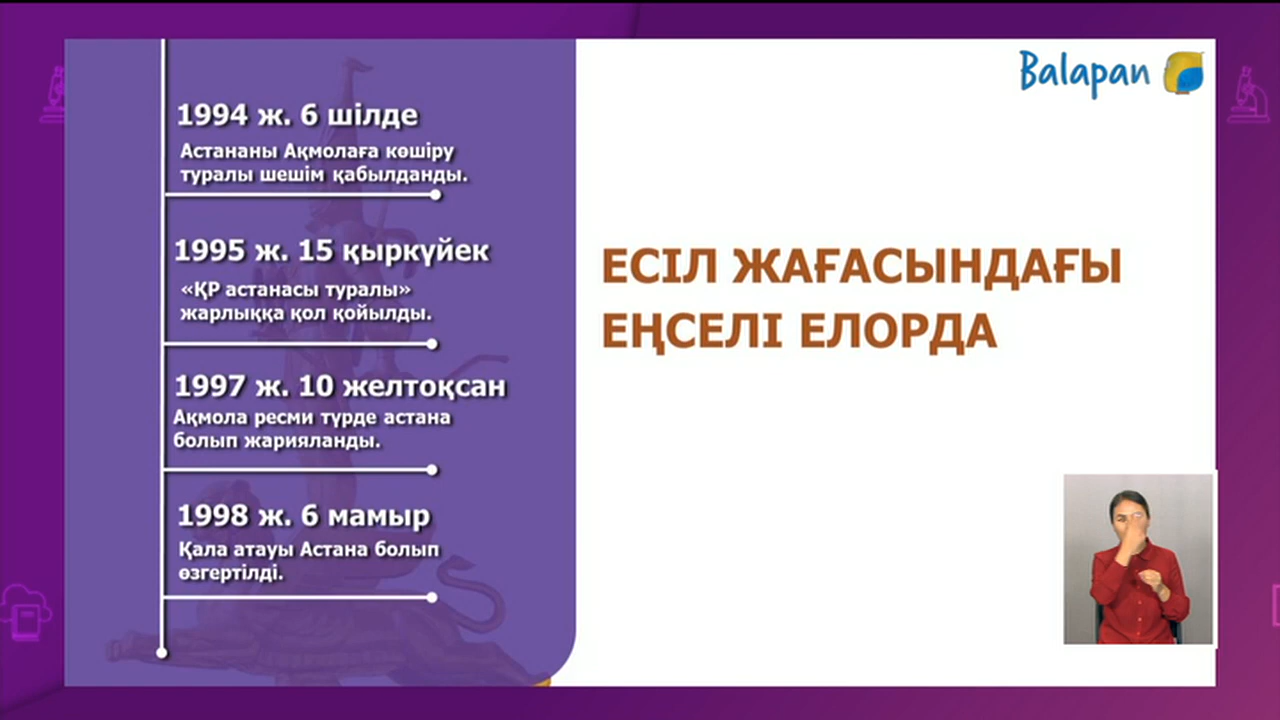 1994 ж. 6 шілде
Астананы Ақмолаға көшіру
туралы шешім қабылданды.
1995 ж. 15 қыркүйек
«ҚР астанасы туралы»
жарлыққа қол қойылды.
1997 ж. 10 желтоқсан
Ақмола ресми түрде астана
болып жарияланды.
1998 ж. 6 мамыр
Қала атауы Астана болып
өзгертілді.
Balapan
ЕСІЛ ЖАҒАСЫНДАҒЫ
ЕҢСЕЛІ ЕЛОРДА